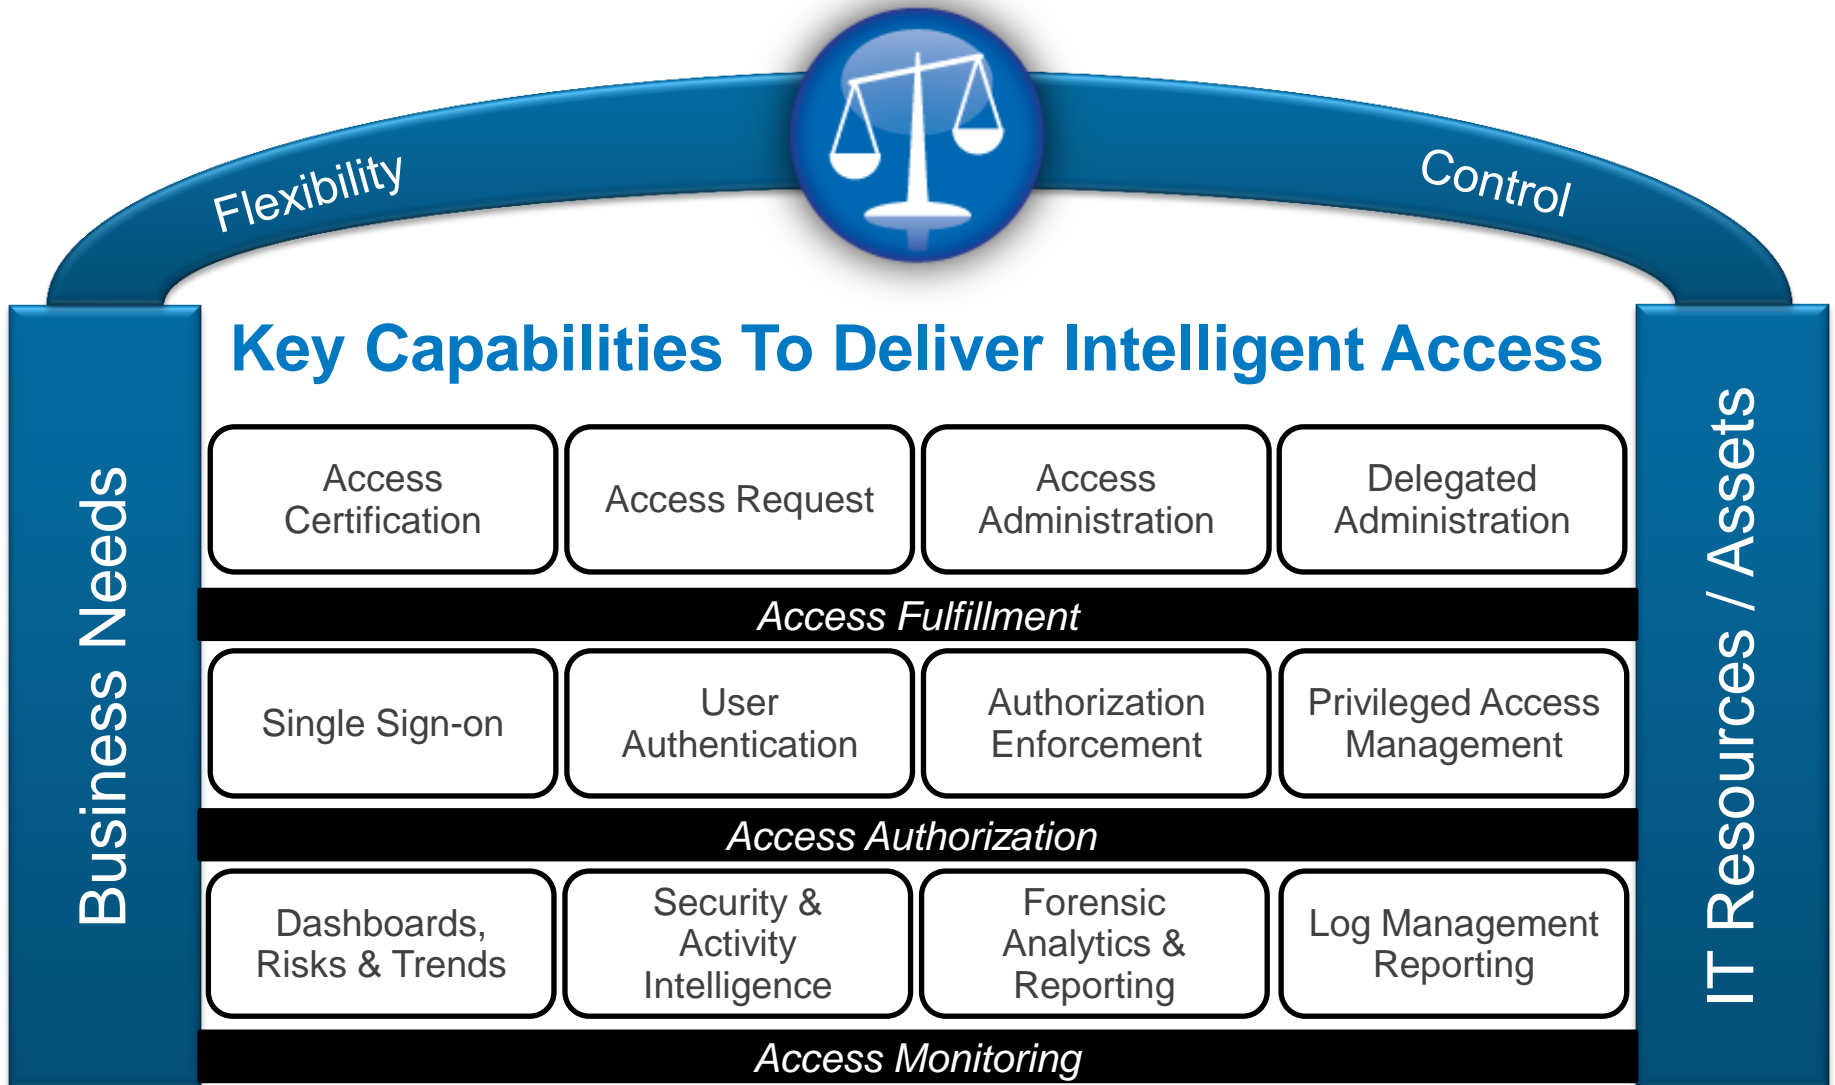 Flexibility
Control
Key Capabilities To Deliver Intelligent Access
Business Needs
IT Resources / Assets
Access
Certification
Access Request
Access
Administration
Delegated
Administration
Access Fulfillment
Single Sign-on
User
Authentication
Authorization
Enforcement
Privileged Access
Management
Access Authorization
Dashboards,
Risks & Trends
Security &
Activity
Intelligence
Forensic
Analytics &
Reporting
Log Management
Reporting
Access Monitoring